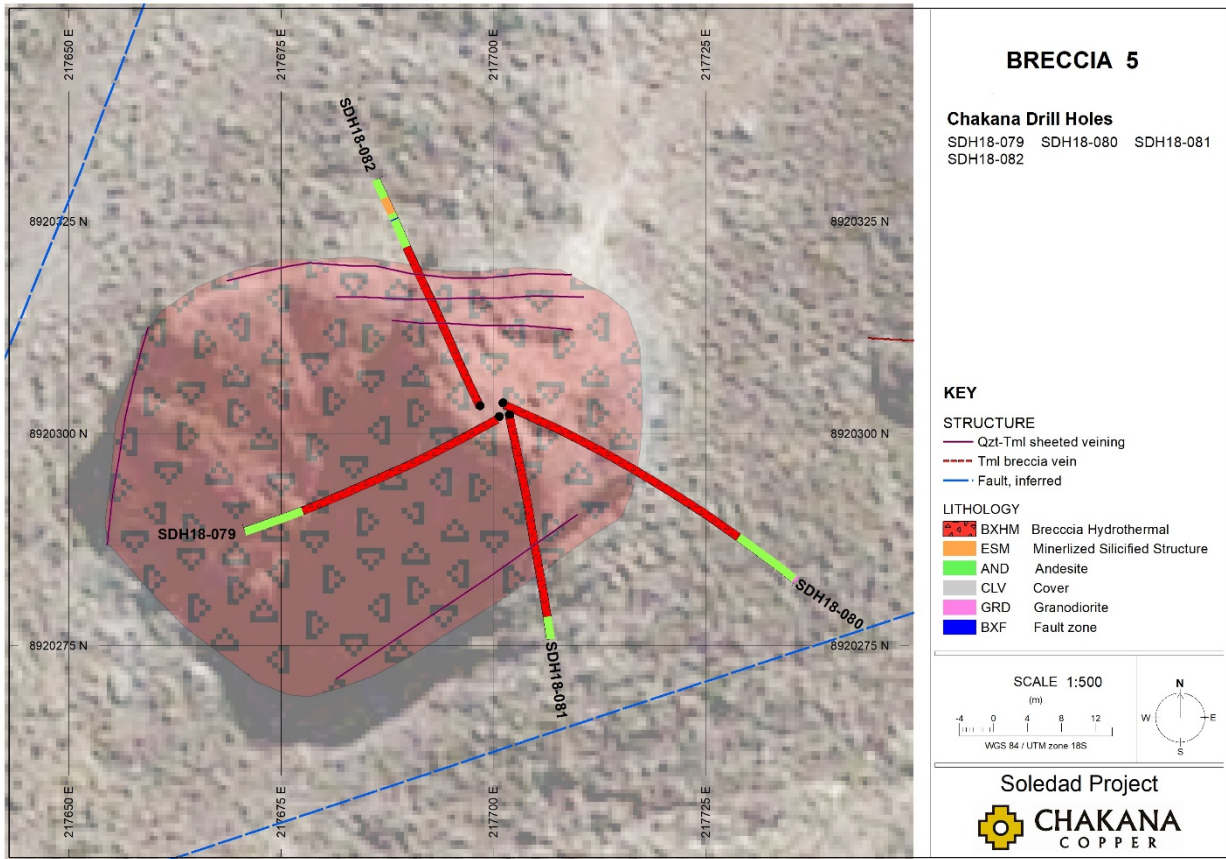 217650 E
217675 E
217700 E
217725 E
SDH18-082
8920325 N
8920325 N
8920300 N
8920300 N
SDH18-079
SDH18-080
8920275 N
8920275 N
SDH18-081
217650 E
217675 E
217700 E
217725 E
BRECCIA 5
Chakana Drill Holes
SDH18-079 SDH18-080 SDH18-081
SDH18-082
KEY
STRUCTURE
Qzt-Tml sheeted veining
Tml breccia vein
Fault, inferred
LITHOLOGY
BXHM Breccia Hydrothermal
ESM Minerlized Silicified Structure
AND Andesite
CLV Cover
GRD Granodiorite
BXF Fault zone
SCALE 1:500
(m)
-4 0 4 8 12
WGS 84 / UTM zone 18S
N
W E
S
Soledad Project
CHAKANA
COPPER